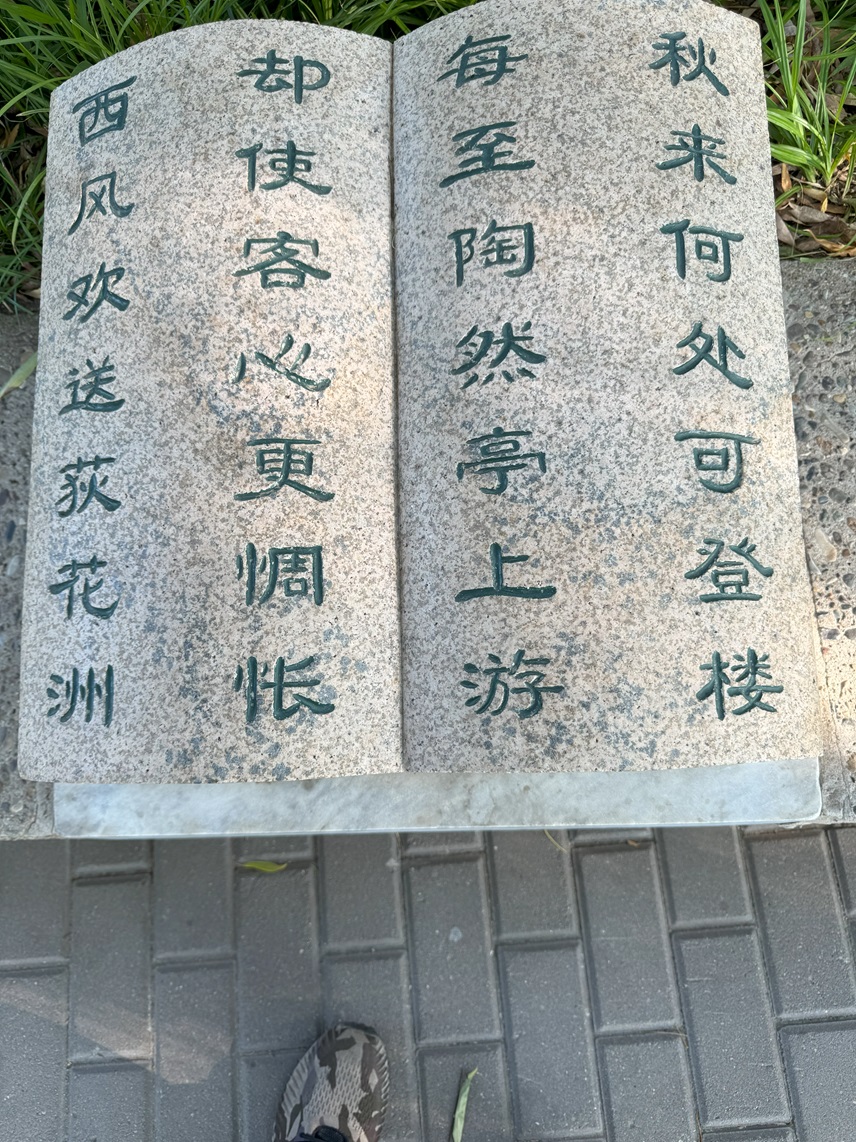 秋来何处可登楼
每至陶然亭上游
却使客心更惆怅
西风欢送荻花洲